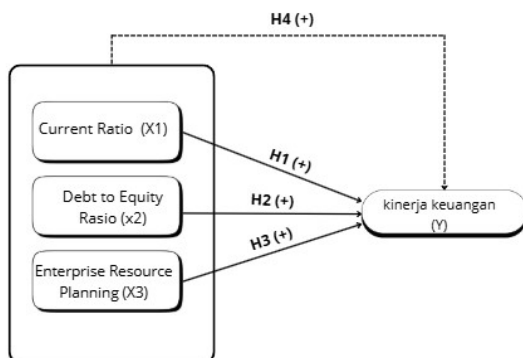 H4 (+)
Current Ratio (X1)
H1 (+)
Debt to Equity
Rasio (x2)
H2 (+)
kinerja keuangan
(Y)
H3 (+)
Enterprise Resource
Planning (X3)